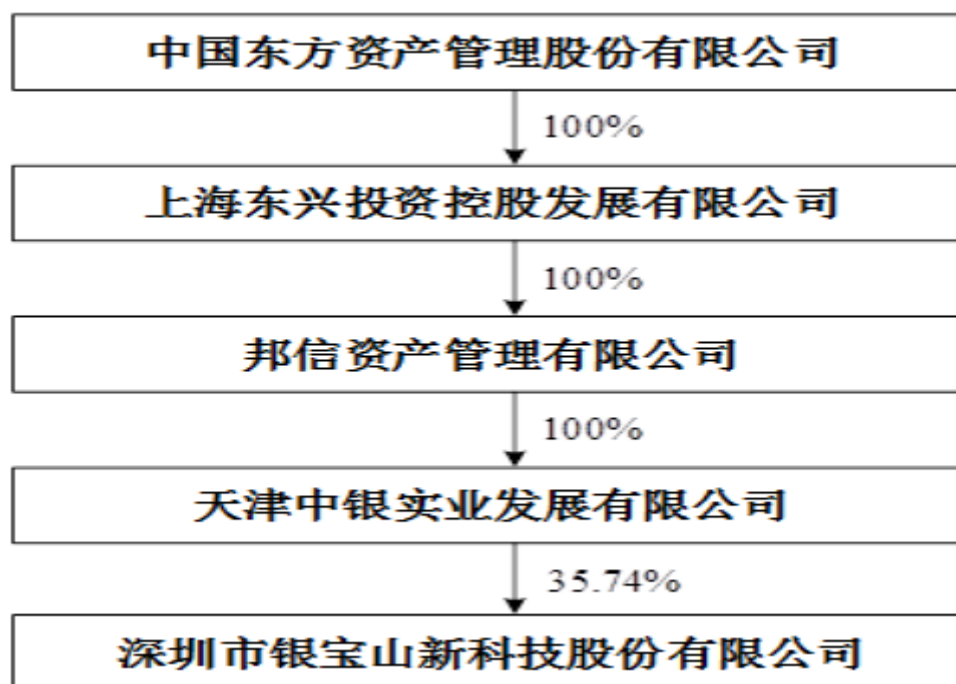 中国东方资产管理股份有限公司
100%
上海东兴投资控股发展有限公司
100%
邦信资产管理有限公司
100%
天津中银实业发展有限公司
35.74%
深圳市银宝山新科技股份有限公司